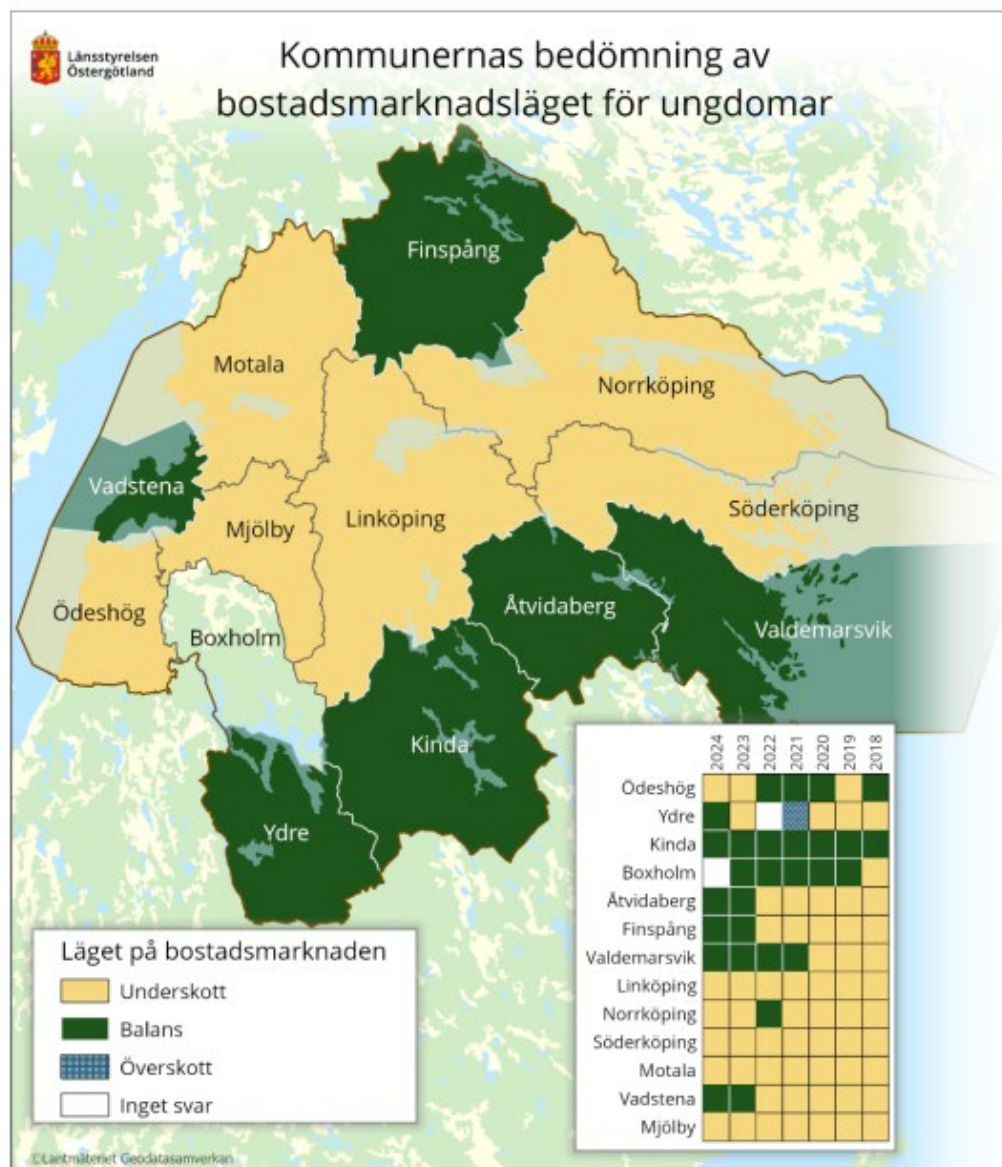 Länsstyrelsen
Östergötland
Kommunernas bedömning av
bostadsmarknadsläget för ungdomar
Finspång
Motala
Norrköping
Vadstena
Söderköping
Mjölby
Linköping
Ödeshög
Åtvidaberg
Boxholm
Valdemarsvik
Kinda
Ydre
2024 2023 2022 2021 2020 2019 2018
Ödeshög
Ydre
Kinda
Boxholm
Åtvidaberg
Finspång
Valdemarsvik
Linköping
Norrköping
Söderköping
Motala
Vadstena
Mjölby
Läget på bostadsmarknaden
Underskott
Balans
Överskott
Inget svar
©Lantmäteriet Geodatasamverkan